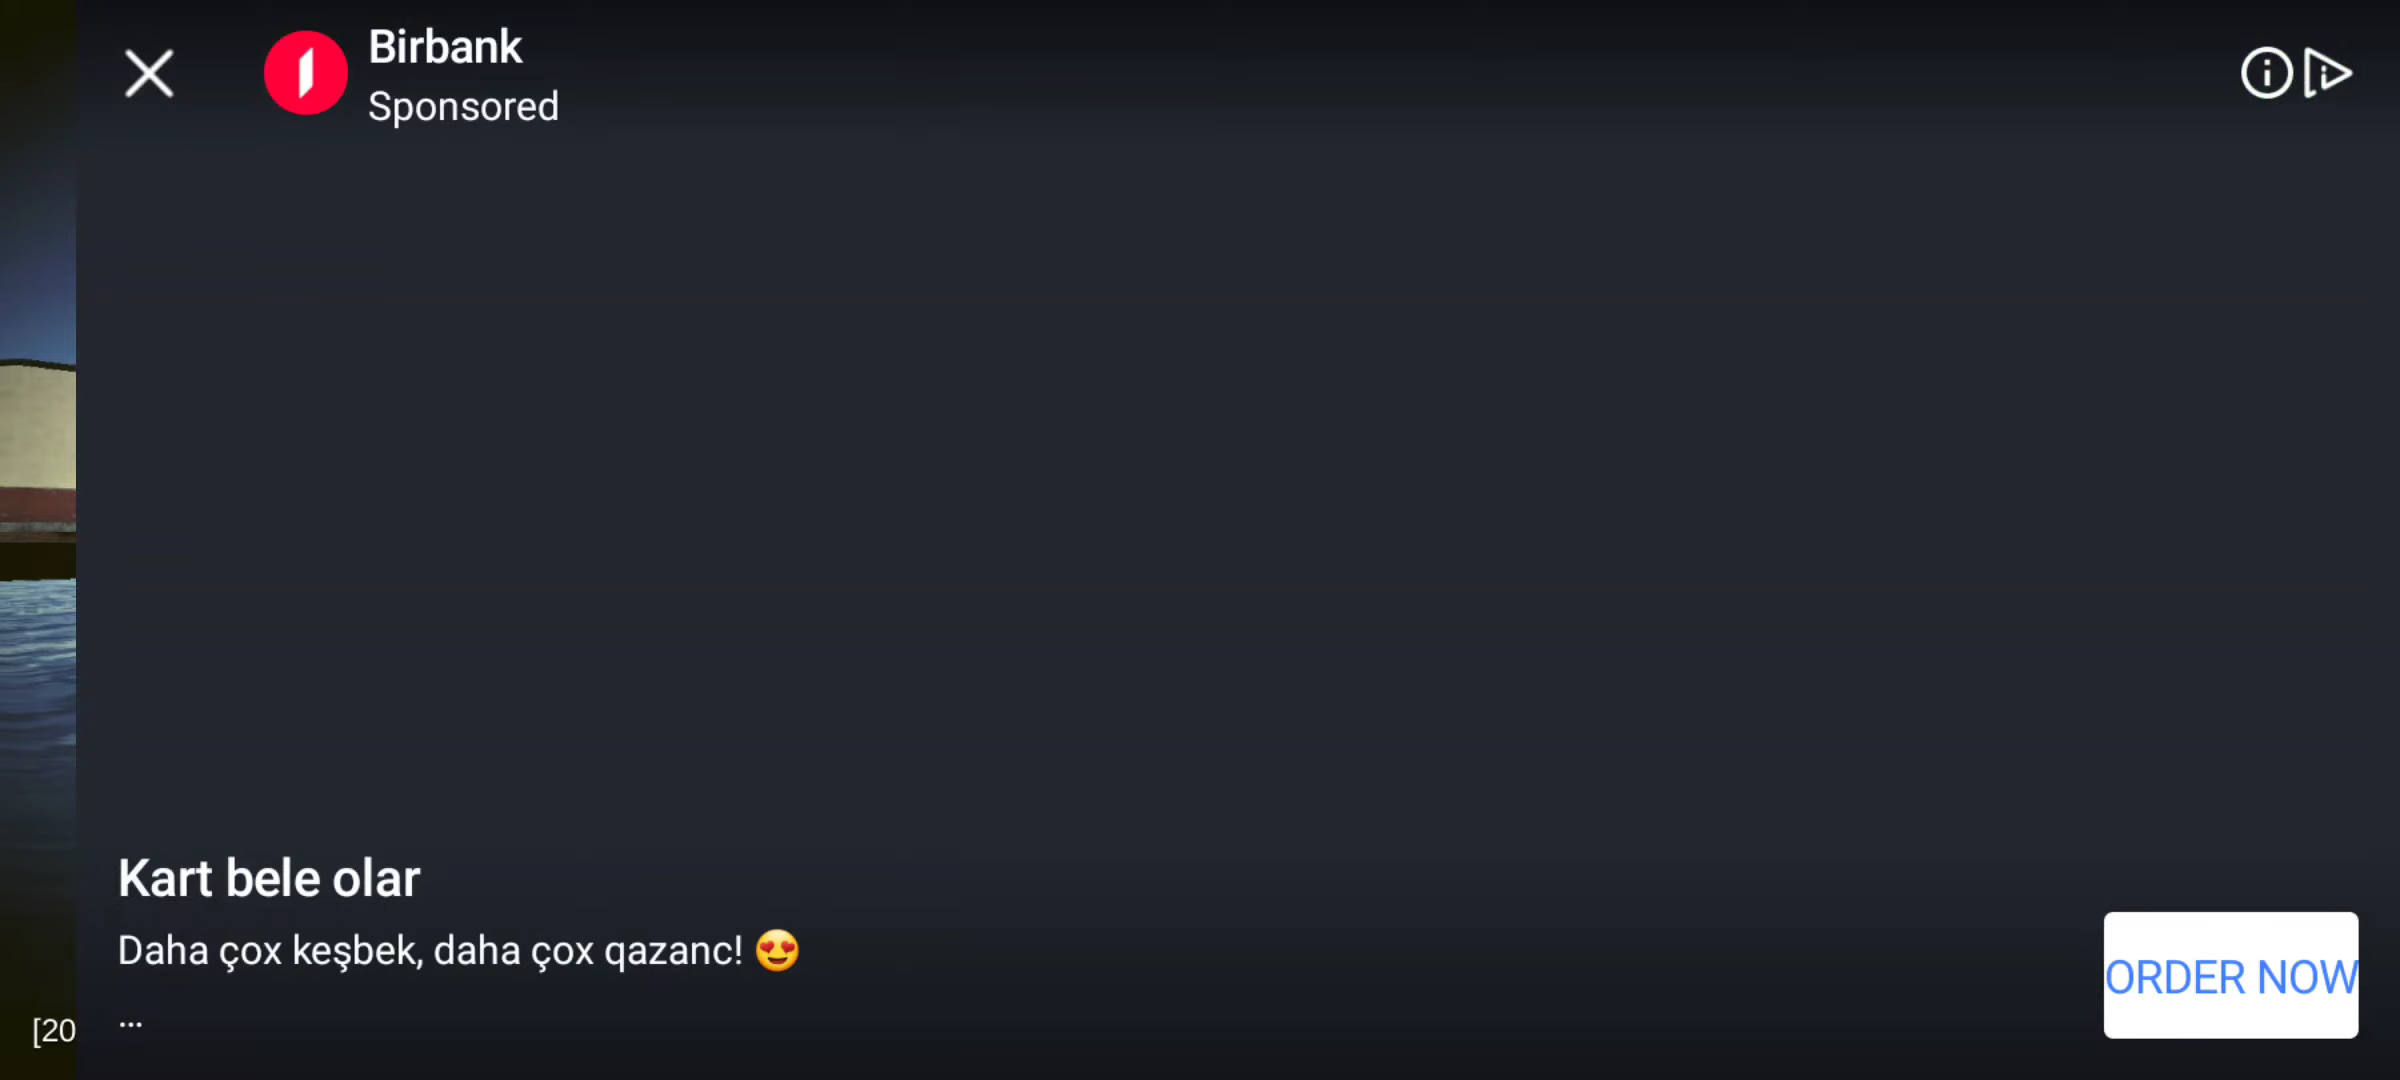 Birbank
Sponsored
Kart bele olar
Daha çox keşbek, daha çox qazanc! 😍
...
ORDER NOW
[20